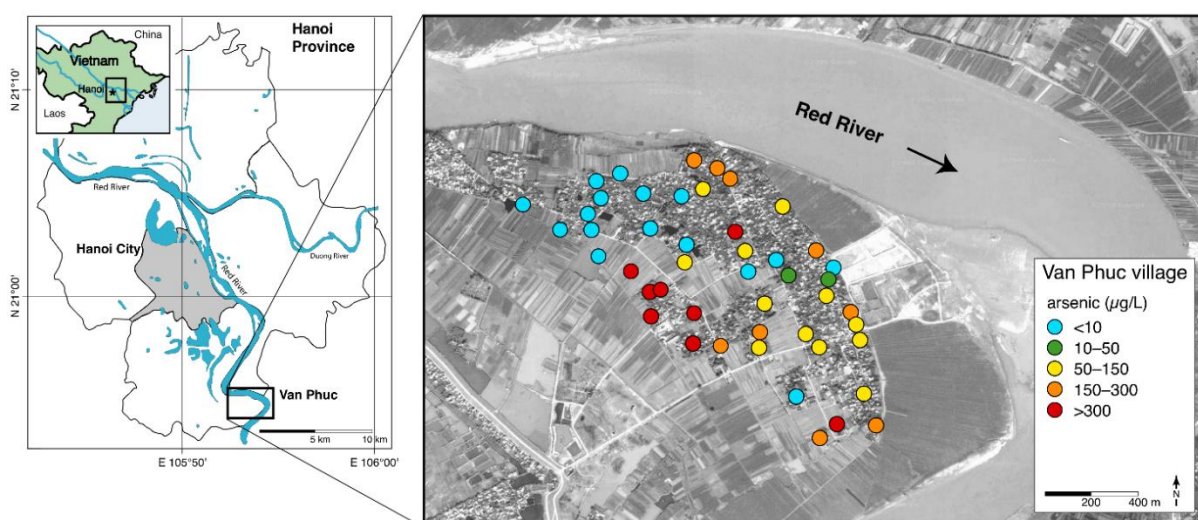 China
Vietnam
Hanoi
Laos
Hanoi
Province
N 21°10'
Red River
Hanoi City
Red River
Duong River
N 21°00'
Van Phuc
5 km
10 km
E 105°50'
E 106°00'
Red River
Van Phuc village
arsenic (µg/L)
<10
10–50
50–150
150–300
>300
N
200
400 m